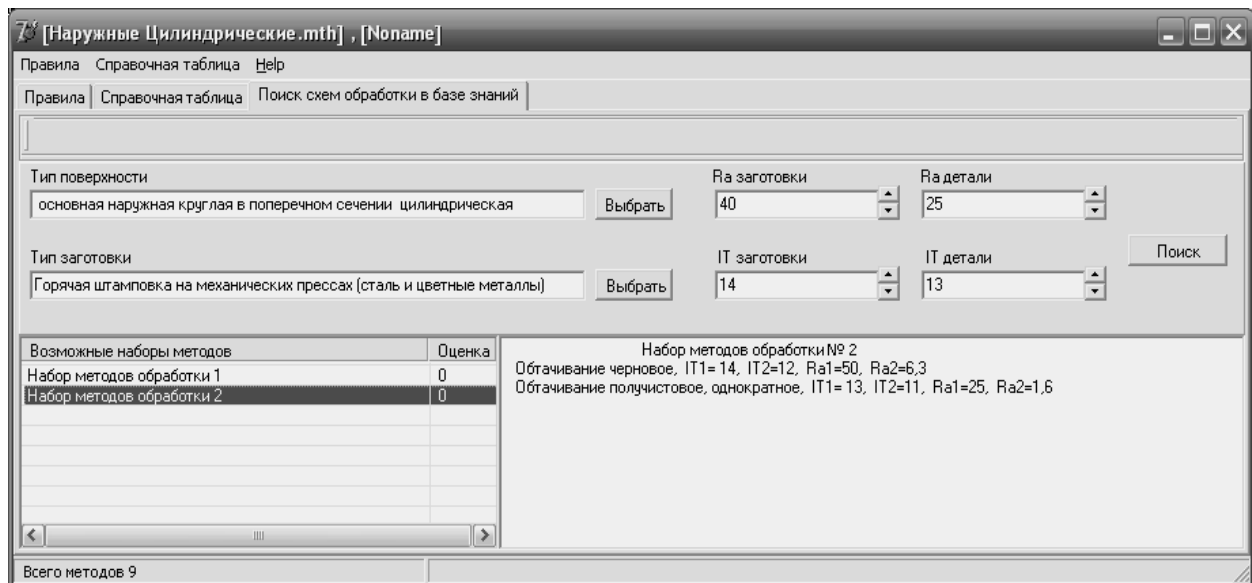 [Наружные Цилиндрические.mth] , [Noname]
Правила Справочная таблица Help
Правила Справочная таблица Поиск схем обработки в базе знаний
Тип поверхности Ra заготовки Ra детали
основная наружная круглая в поперечном сечении цилиндрическая Выбрать 40 25
Поиск
Тип заготовки IT заготовки IT детали
Горячая штамповка на механических прессах (сталь и цветные металлы) Выбрать 14 13
Возможные наборы методов Оценка
Набор методов обработки 1 0
Набор методов обработки 2 0
Набор методов обработки № 2
Обтачивание черновое, IT1= 14, IT2=12, Ra1=50, Ra2=6,3
Обтачивание получистовое, однократное, IT1= 13, IT2=11, Ra1=25, Ra2=1,6
Всего методов 9